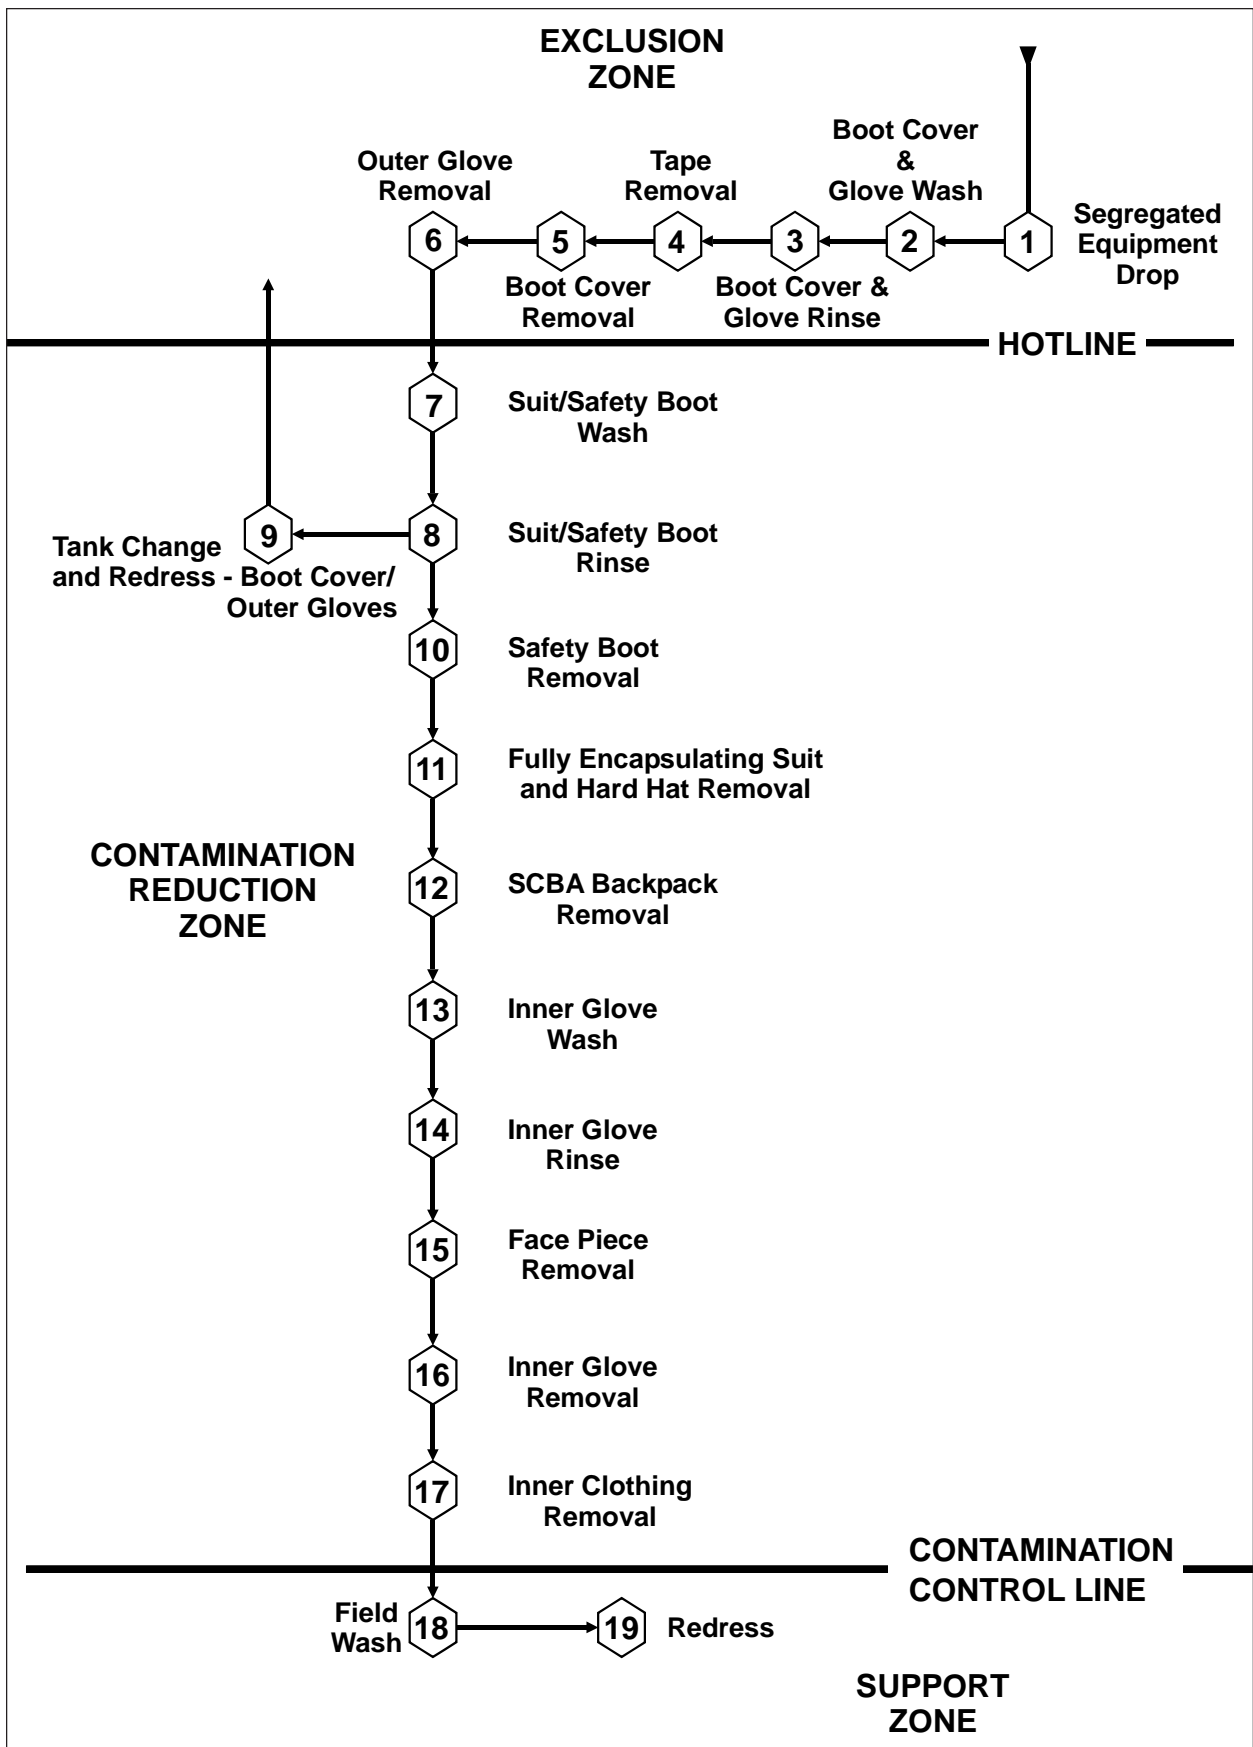 EXCLUSION
ZONE
Boot Cover
&
Glove Wash
Outer Glove
Removal
Tape
Removal
Segregated
Equipment
Drop
6
5
4
3
2
1
Boot Cover
Removal
Boot Cover &
Glove Rinse
HOTLINE
7
Suit/Safety Boot
Wash
9
8
Suit/Safety Boot
Rinse
Tank Change
and Redress - Boot Cover/
Outer Gloves
10
Safety Boot
Removal
11
Fully Encapsulating Suit
and Hard Hat Removal
CONTAMINATION
REDUCTION
ZONE
12
SCBA Backpack
Removal
13
Inner Glove
Wash
14
Inner Glove
Rinse
15
Face Piece
Removal
16
Inner Glove
Removal
17
Inner Clothing
Removal
CONTAMINATION
CONTROL LINE
Field
Wash
18
19
Redress
SUPPORT
ZONE